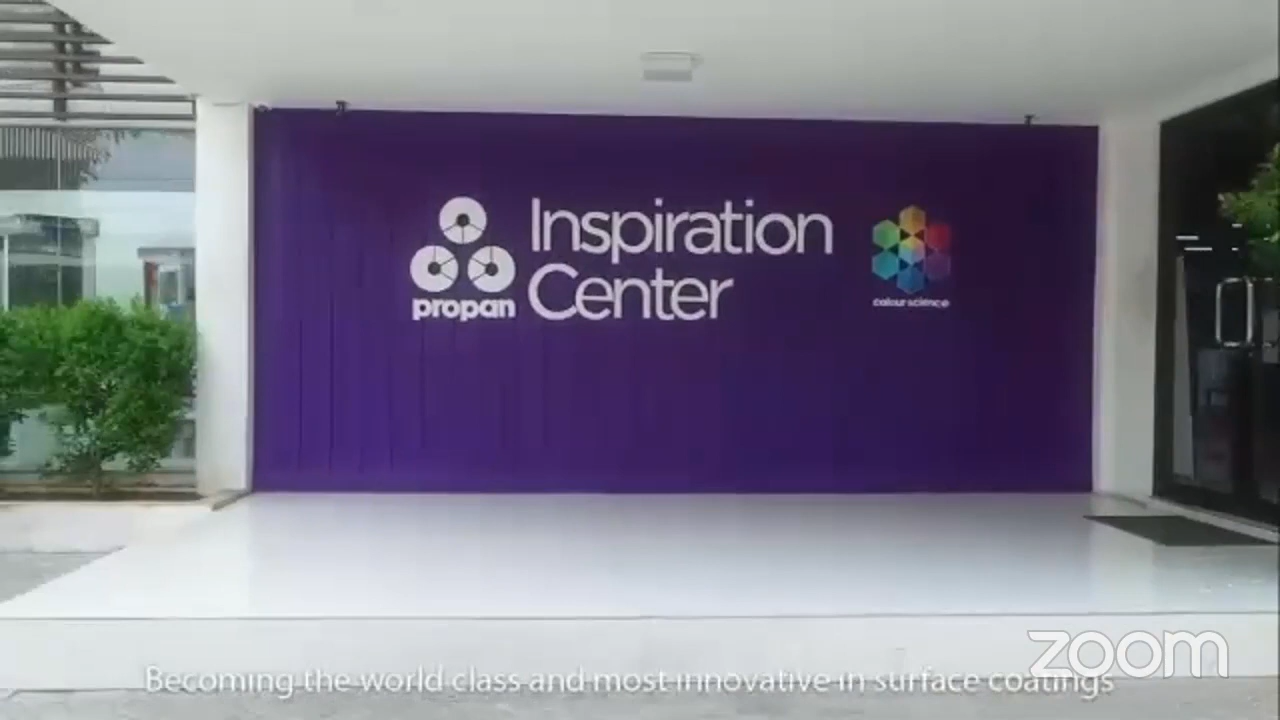 Inspiration
Center
propan
colour science
zoom
Becoming the world class and most innovative in surface coatings